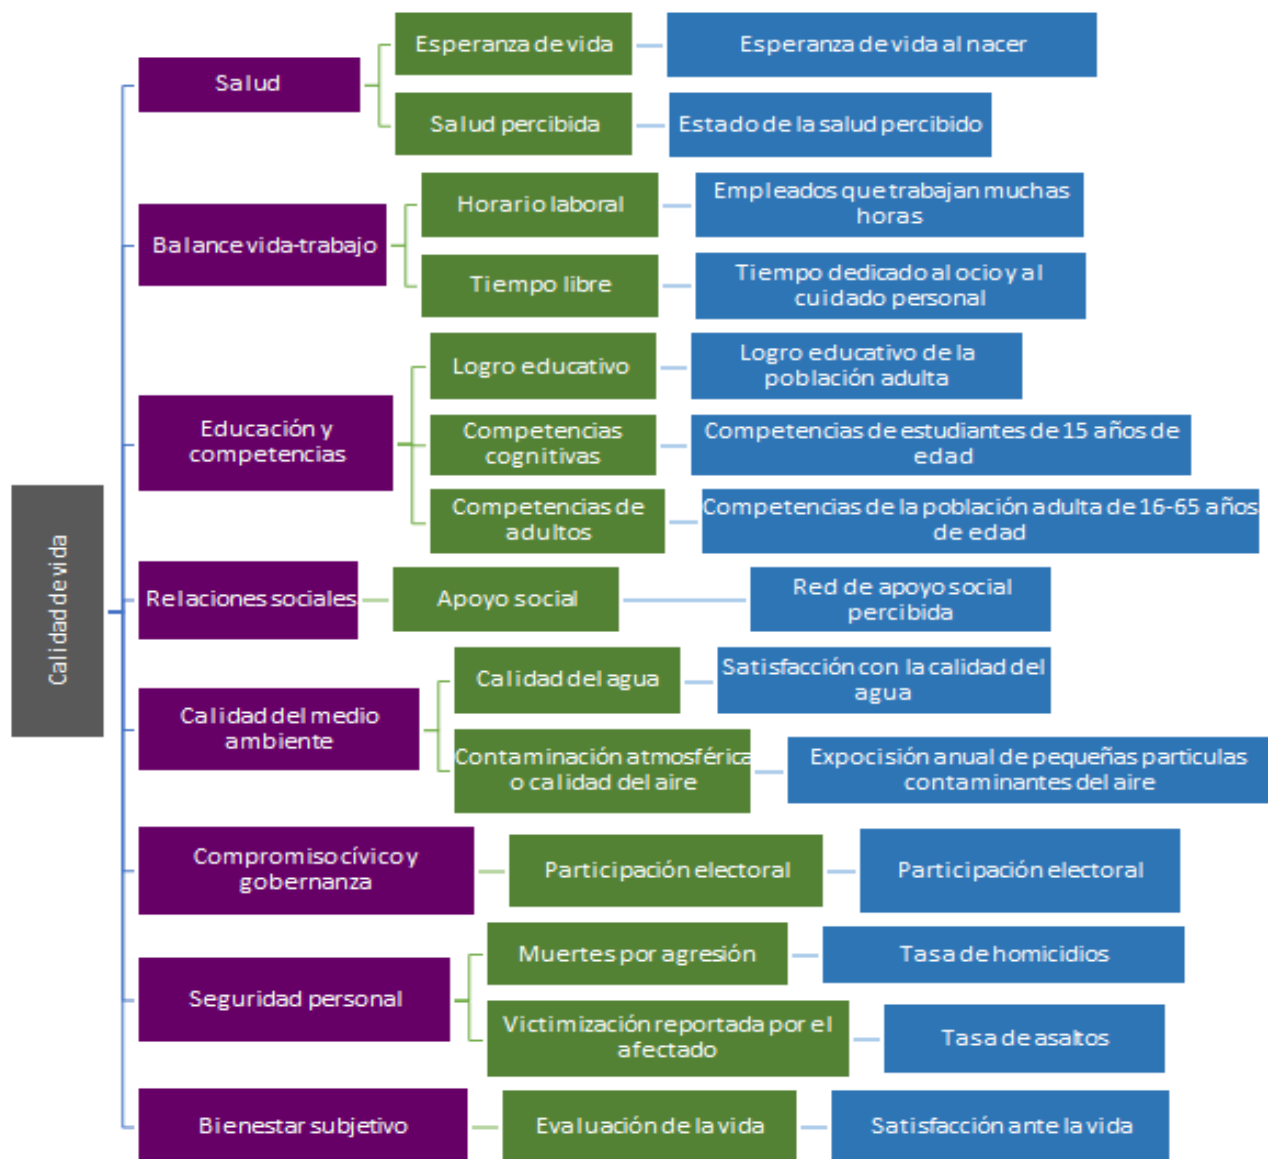 Calidad de vida
Salud
Esperanza de vida
Esperanza de vida al nacer
Salud percibida
Estado de la salud percibido
Balance vida-trabajo
Horario laboral
Empleados que trabajan muchas
horas
Tiempo libre
Tiempo dedicado al ocio y al
cuidado personal
Educación y
competencias
Logro educativo
Logro educativo de la
población adulta
Competencias
cognitivas
Competencias de estudiantes de 15 años de
edad
Competencias de
adultos
Competencias de la población adulta de 16-65 años
de edad
Relaciones sociales
Apoyo social
Red de apoyo social
percibida
Calidad del medio
ambiente
Calidad del agua
Satisfacción con la calidad del
agua
Contaminación atmosférica
o calidad del aire
Expocisión anual de pequeñas particulas
contaminantes del aire
Compromiso cívico y
gobernanza
Participación electoral
Participación electoral
Seguridad personal
Muertes por agresión
Tasa de homicidios
Victimización reportada por el
afectado
Tasa de asaltos
Bienestar subjetivo
Evaluación de la vida
Satisfacción ante la vida